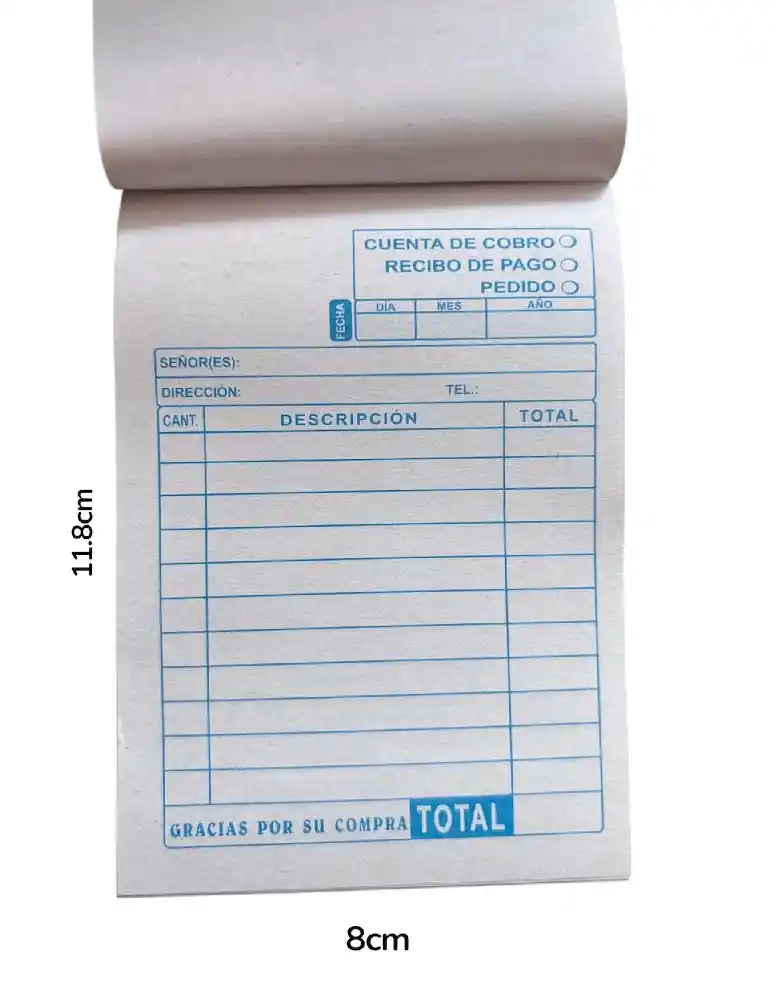 CUENTA DE COBRO
RECIBO DE PAGO
PEDIDO
FECHA
DÍA MES AÑO
SEÑOR(ES):
DIRECCIÓN: TEL.:
CANT. DESCRIPCIÓN TOTAL
GRACIAS POR SU COMPRA TOTAL
11.8cm
8cm